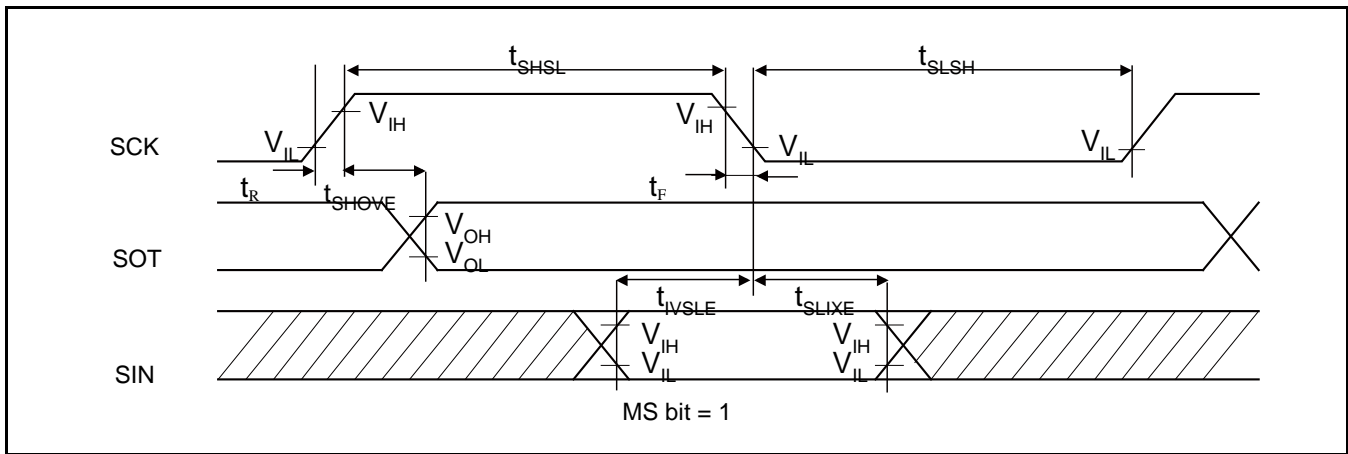 tSHSL tSLSH
VIH VIH
SCK VIL VIL VIL
tR tSHOVE tF
VOH
SOT VOL
tIVSLE tSLIXE
VIH VIH
SIN VIL VIL
MS bit = 1